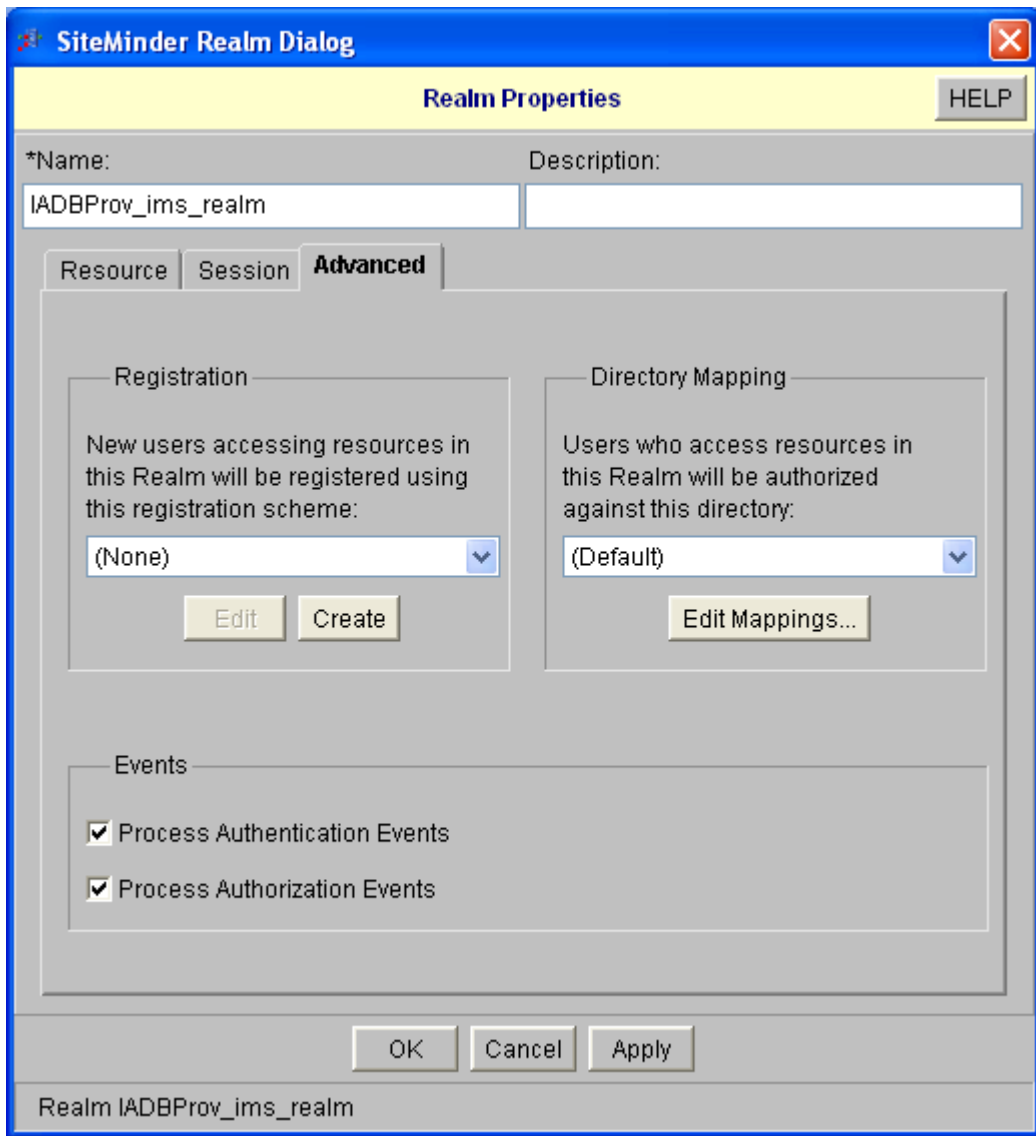 SiteMinder Realm Dialog
Realm Properties
HELP
*Name:
Description:
IADBProv_ims_realm
Resource
Session
Advanced
Registration
New users accessing resources in
this Realm will be registered using
this registration scheme:
(None)
Edit
Create
Directory Mapping
Users who access resources in
this Realm will be authorized
against this directory:
(Default)
Edit Mappings...
Events
Process Authentication Events
Process Authorization Events
OK
Cancel
Apply
Realm IADBProv_ims_realm